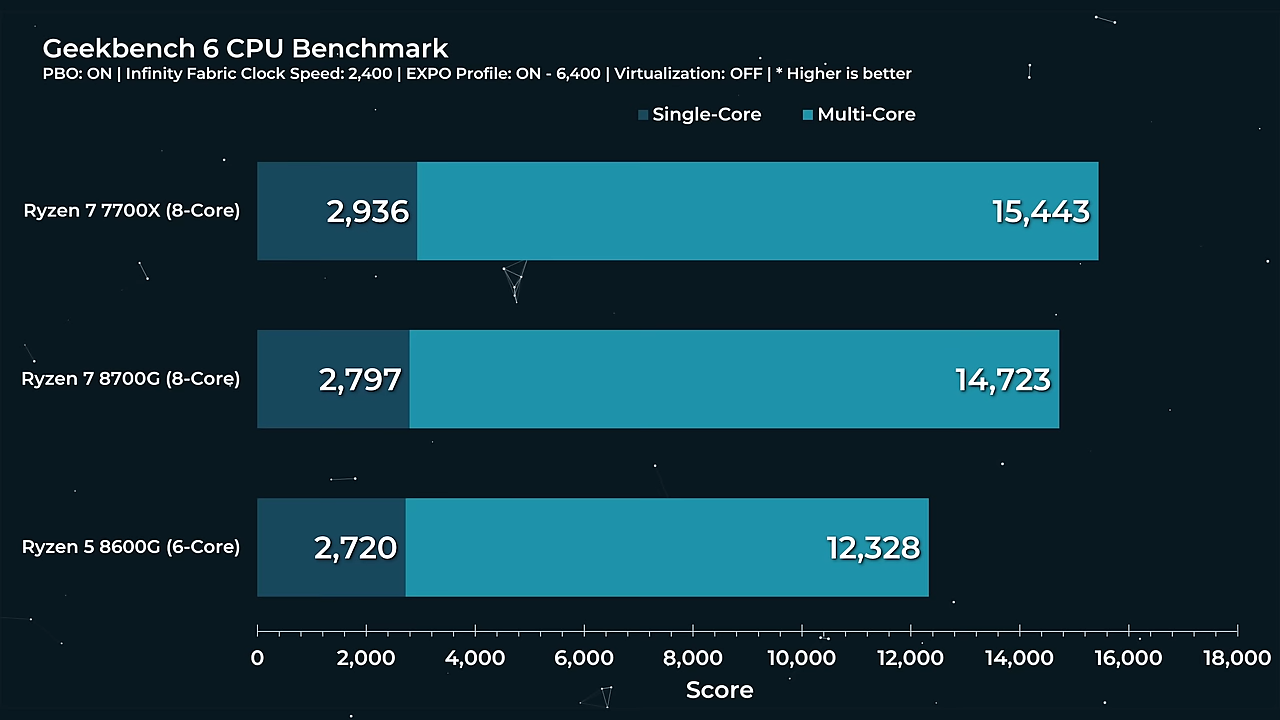 Geekbench 6 CPU Benchmark
PBO: ON | Infinity Fabric Clock Speed: 2,400 | EXPO Profile: ON - 6,400 | Virtualization: OFF | * Higher is better
Single-Core Multi-Core
Ryzen 7 7700X (8-Core) 2,936 15,443
Ryzen 7 8700G (8-Core) 2,797 14,723
Ryzen 5 8600G (6-Core) 2,720 12,328
0 2,000 4,000 6,000 8,000 10,000 12,000 14,000 16,000 18,000
Score